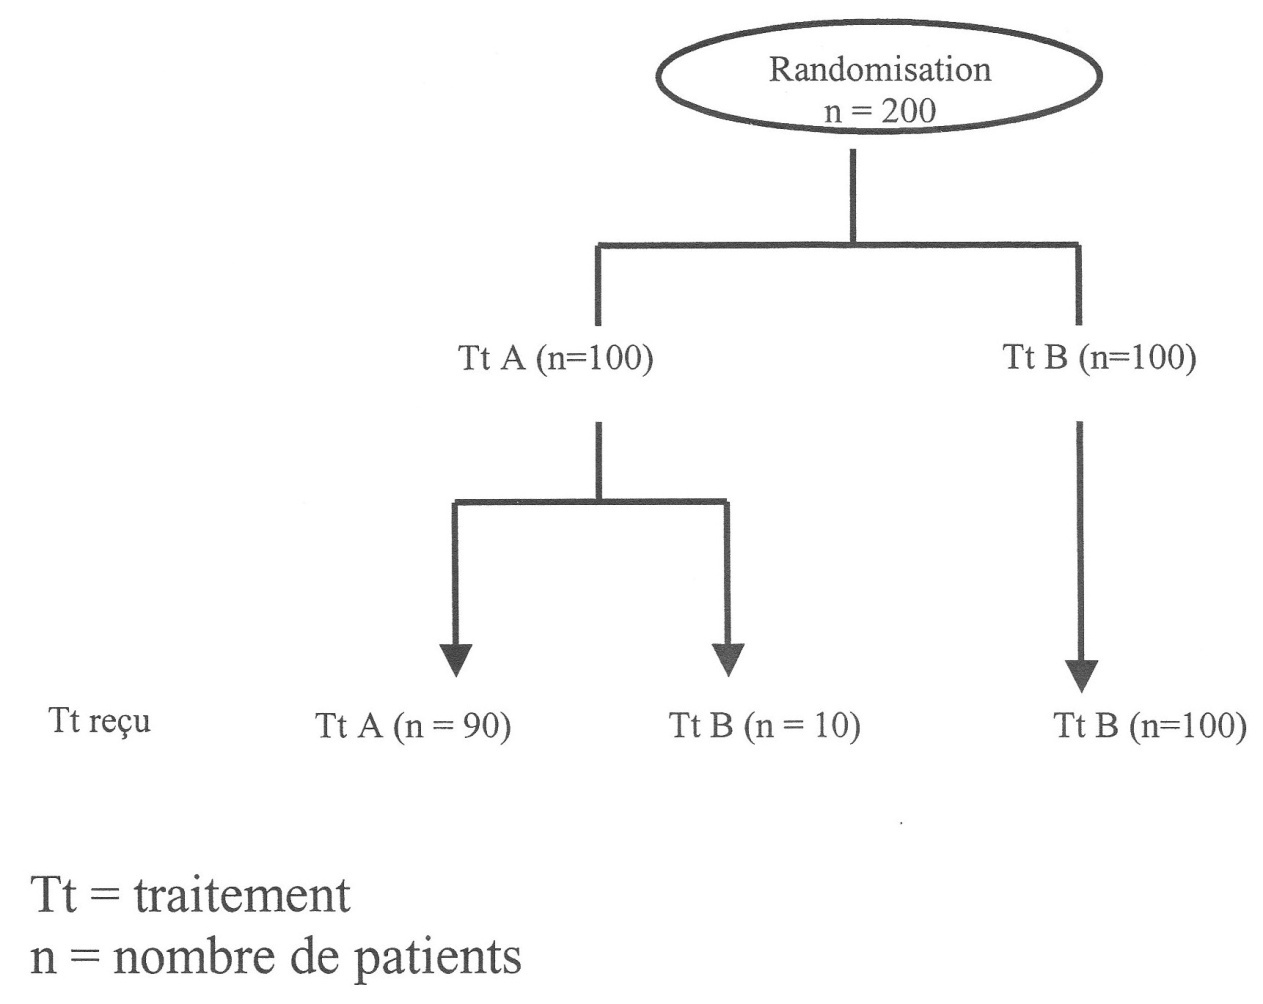 Randomisation
n = 200
Tt A (n=100)
Tt B (n=100)
Tt reçu
Tt A (n = 90)
Tt B (n = 10)
Tt B (n=100)
Tt = traitement
n = nombre de patients